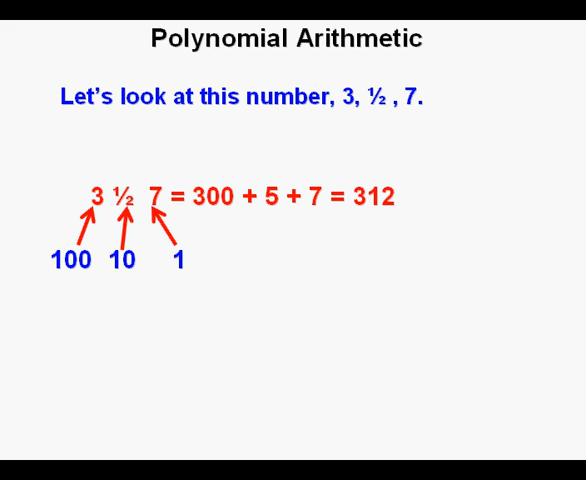 Polynomial Arithmetic
Let's look at this number, 3, ½ , 7.
3 ½ 7 = 300 + 5 + 7 = 312
100 10 1